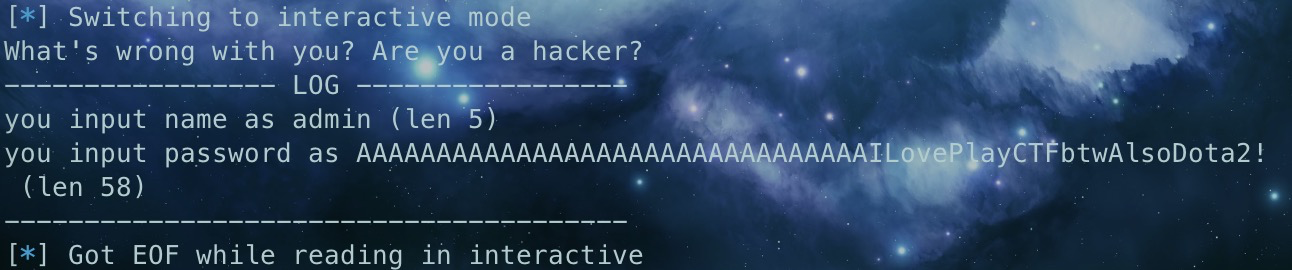 [*] Switching to interactive mode
What's wrong with you? Are you a hacker?
----------------- LOG -----------------
you input name as admin (len 5)
you input password as AAAAAAAAAAAAAAAAAAAAAAAAAAAAAAAAILovePlayCTFbtwAlsoDota2!
 (len 58)
---------------------------------------
[*] Got EOF while reading in interactive